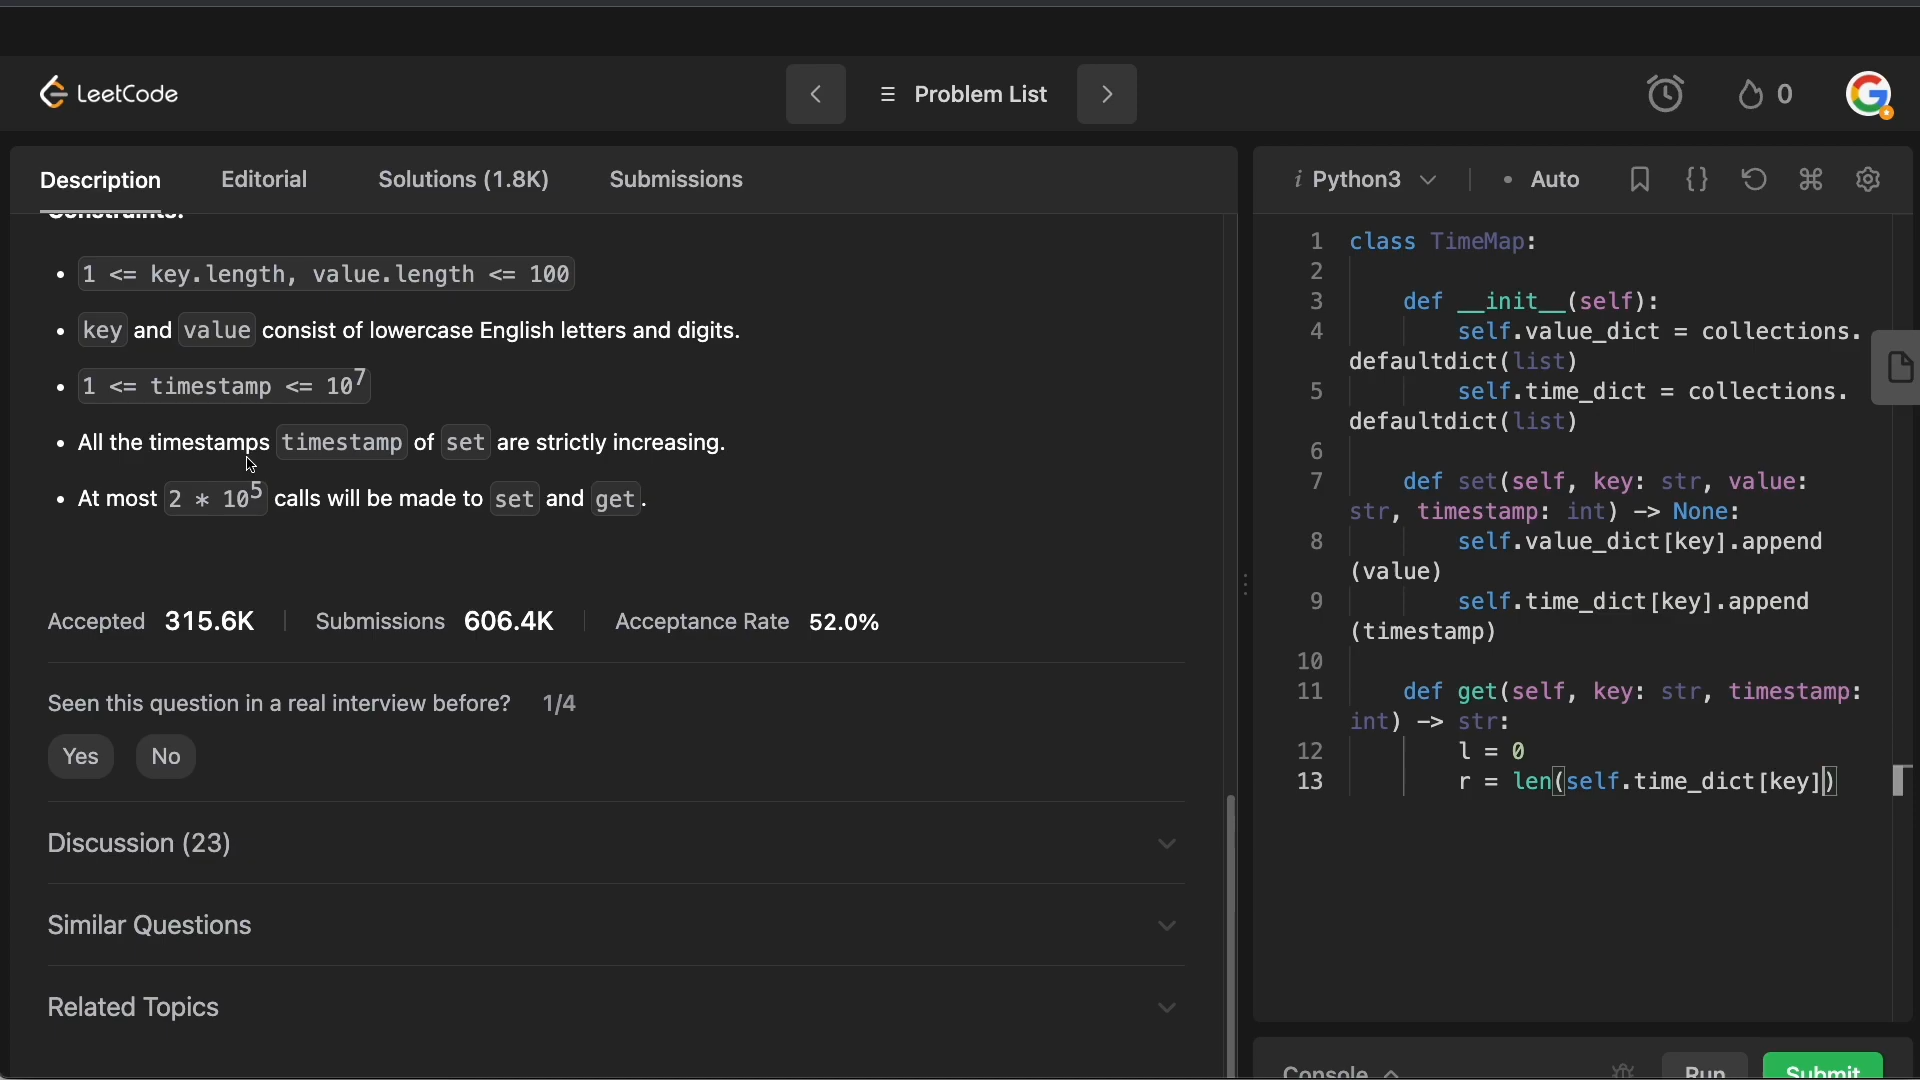 LeetCode
Problem List
0
Description Editorial Solutions (1.8K) Submissions
Constraints:
• 1 <= key.length, value.length <= 100
• key and value consist of lowercase English letters and digits.
• 1 <= timestamp <= 10^7
• All the timestamps timestamp of set are strictly increasing.
• At most 2 * 10^5 calls will be made to set and get.
Accepted 315.6K Submissions 606.4K Acceptance Rate 52.0%
Seen this question in a real interview before? 1/4
Yes No
Discussion (23)
Similar Questions
Related Topics
i Python3 • Auto
1 class TimeMap:
2
3 def __init__(self):
4 self.value_dict = collections.
defaultdict(list)
5 self.time_dict = collections.
defaultdict(list)
6
7 def set(self, key: str, value:
str, timestamp: int) -> None:
8 self.value_dict[key].append
(value)
9 self.time_dict[key].append
(timestamp)
10
11 def get(self, key: str, timestamp:
int) -> str:
12 l = 0
13 r = len(self.time_dict[key])
Console Run Submit